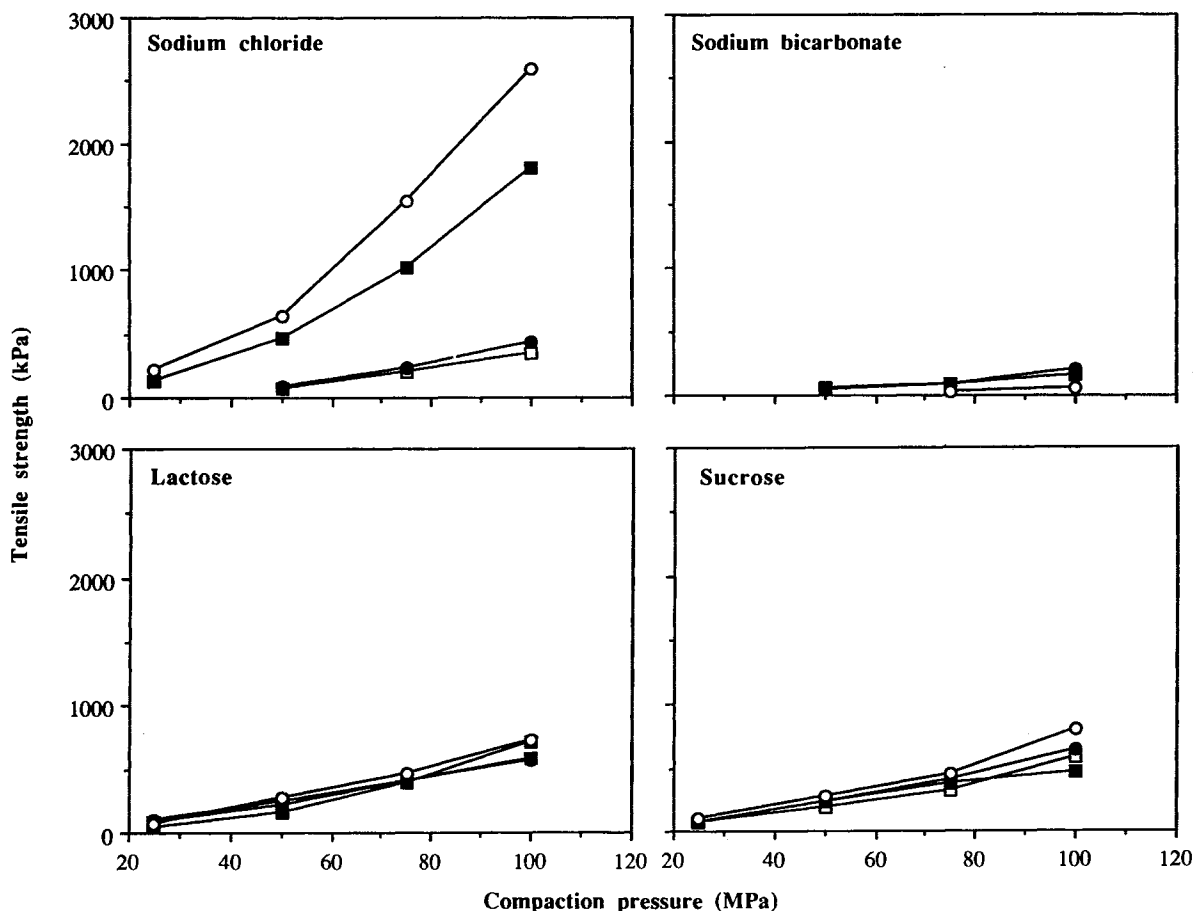 3000
Sodium chloride
Sodium bicarbonate
2000
1000
0
Tensile strength (kPa)
3000
Lactose
Sucrose
2000
1000
0
20 40 60 80 100 120
20 40 60 80 100 120
Compaction pressure (MPa)